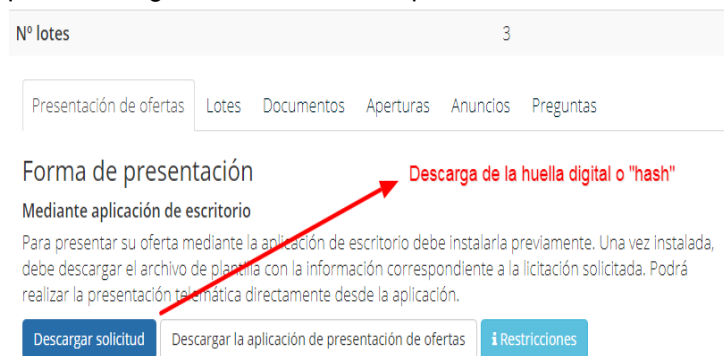 Nº lotes 3
Presentación de ofertas Lotes Documentos Aperturas Anuncios Preguntas
Forma de presentación
Descarga de la huella digital o "hash"
Mediante aplicación de escritorio
Para presentar su oferta mediante la aplicación de escritorio debe instalarla previamente. Una vez instalada,
debe descargar el archivo de plantilla con la información correspondiente a la licitación solicitada. Podrá
realizar la presentación telemática directamente desde la aplicación.
Descargar solicitud Descargar la aplicación de presentación de ofertas i Restricciones